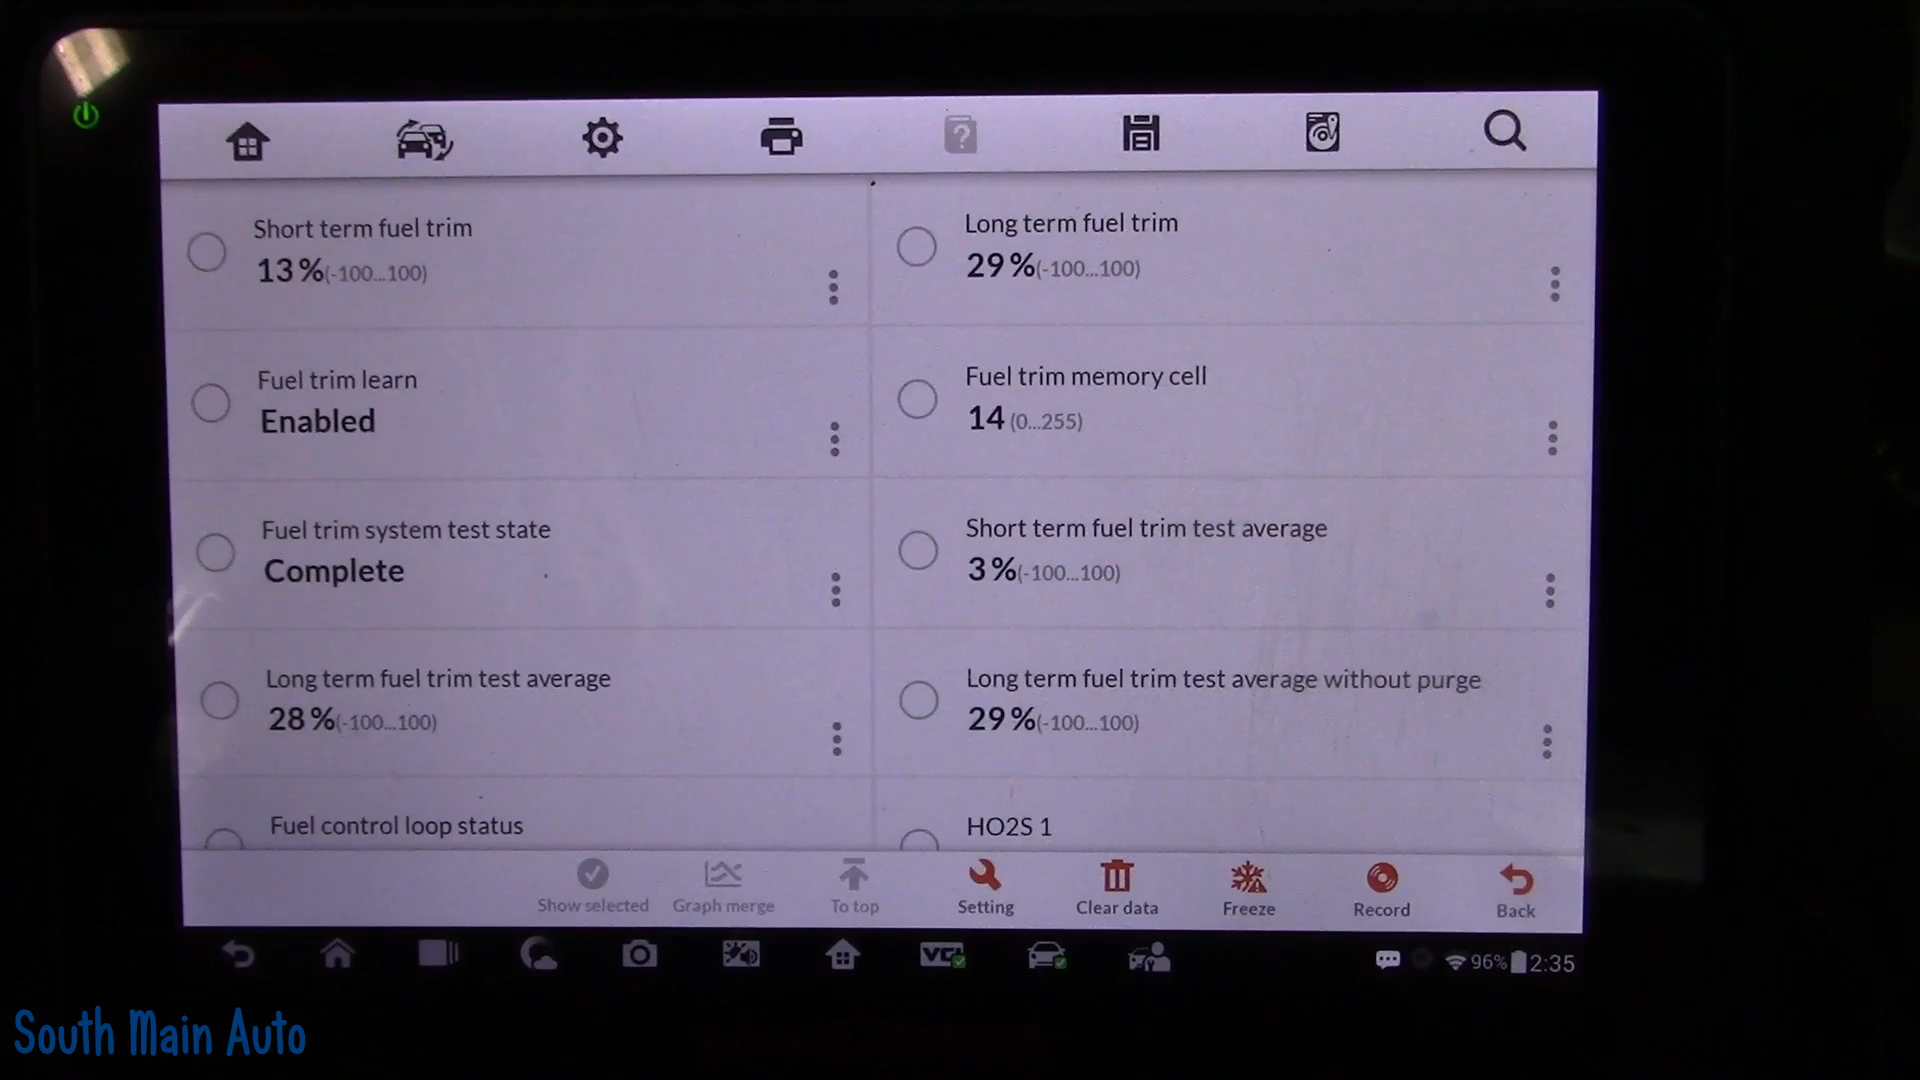 Short term fuel trim
13%(-100...100)
Long term fuel trim
29%(-100...100)
Fuel trim learn
Enabled
Fuel trim memory cell
14 (0...255)
Fuel trim system test state
Complete
Short term fuel trim test average
3%(-100...100)
Long term fuel trim test average
28%(-100...100)
Long term fuel trim test average without purge
29%(-100...100)
Fuel control loop status
HO2S 1
Show selected
Graph merge
To top
Setting
Clear data
Freeze
Record
Back
VCI
96% 2:35
South Main Auto